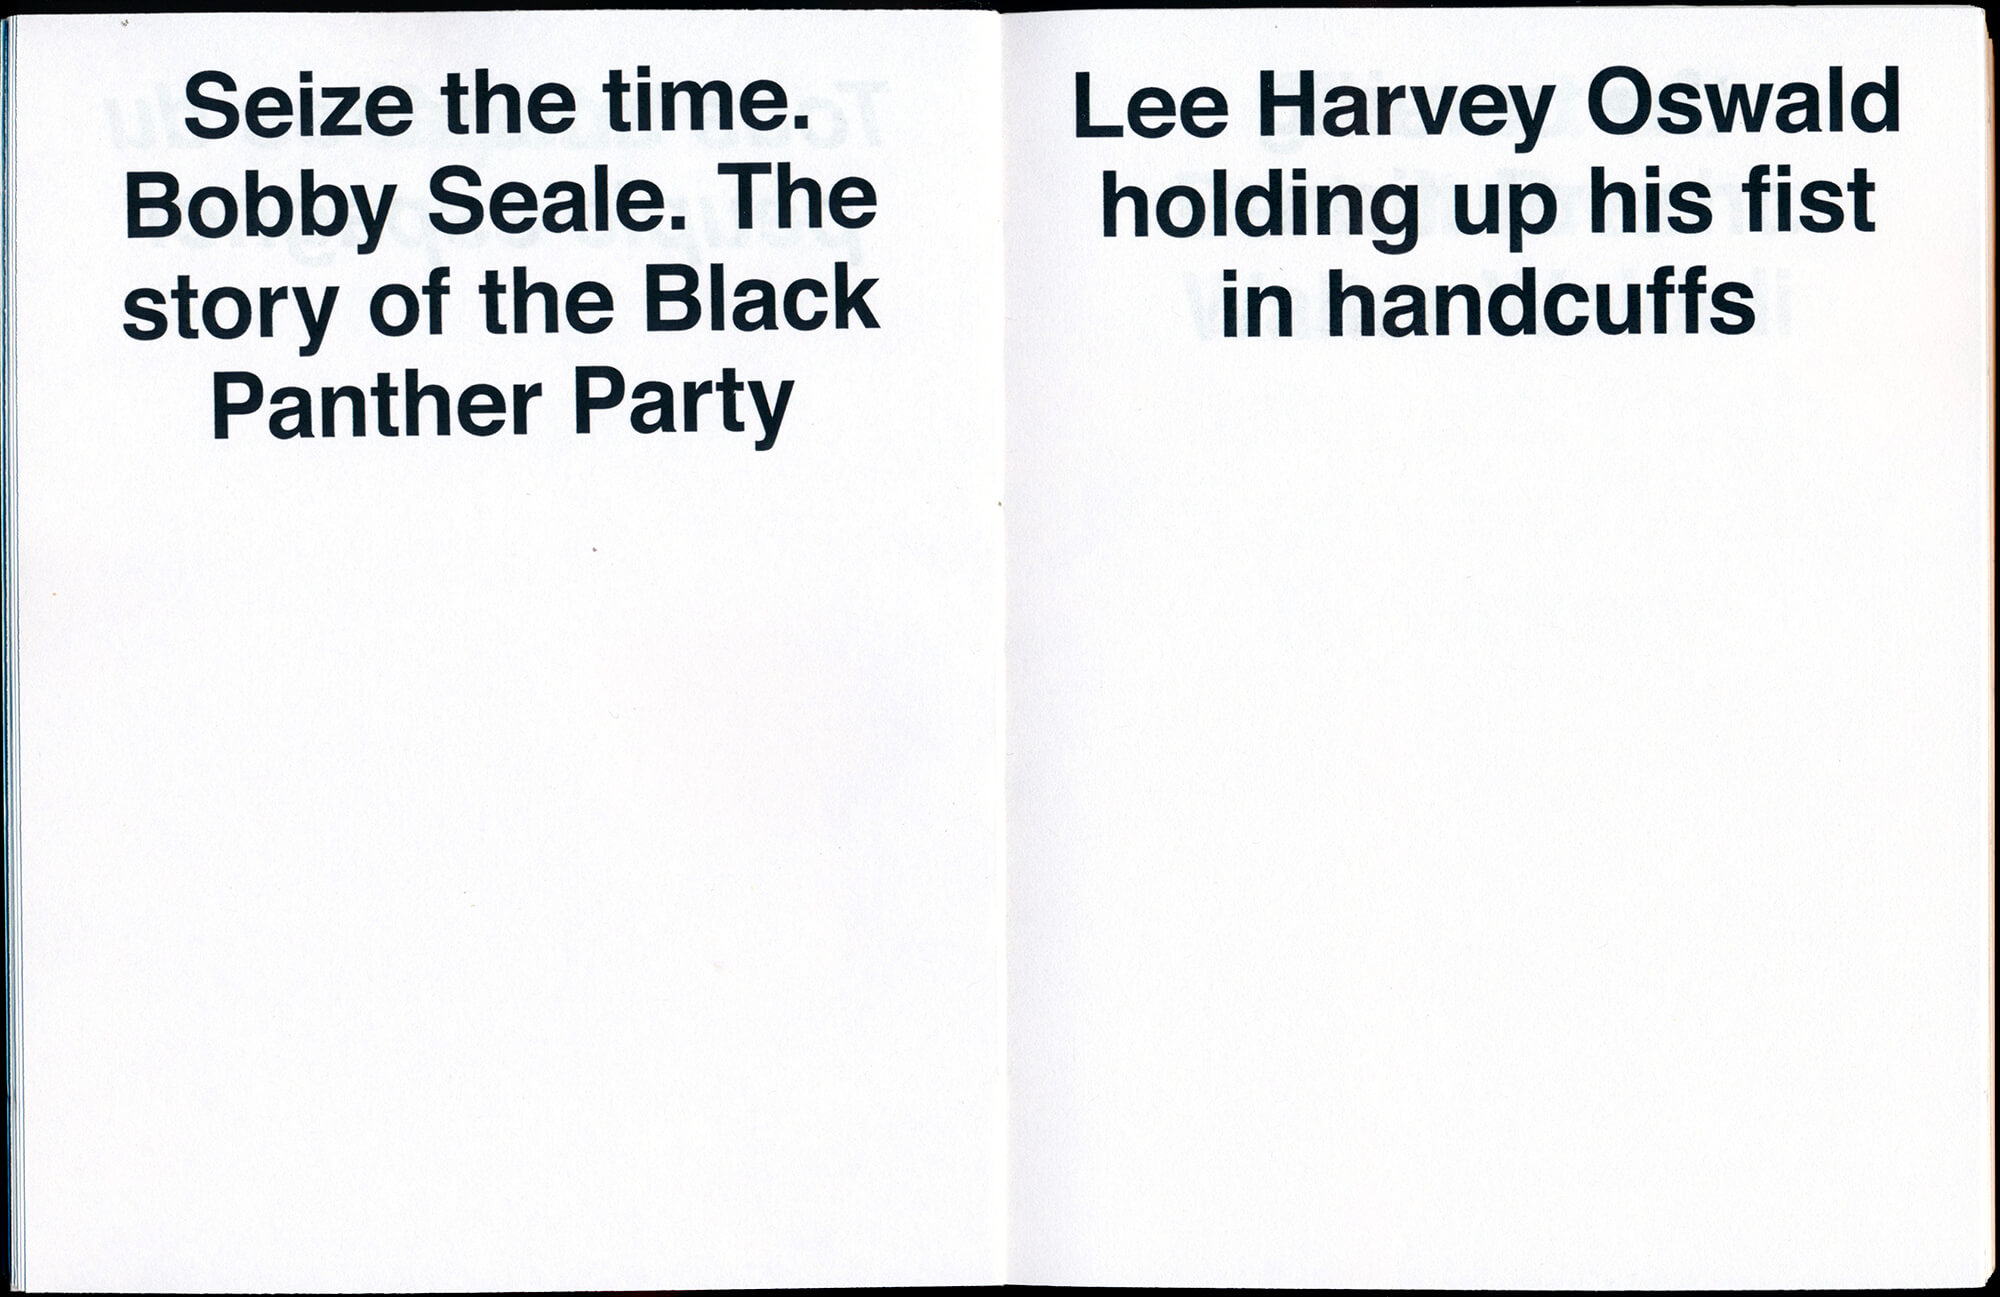 Seize the time.
Bobby Seale. The
story of the Black
Panther Party
Lee Harvey Oswald
holding up his fist
in handcuffs